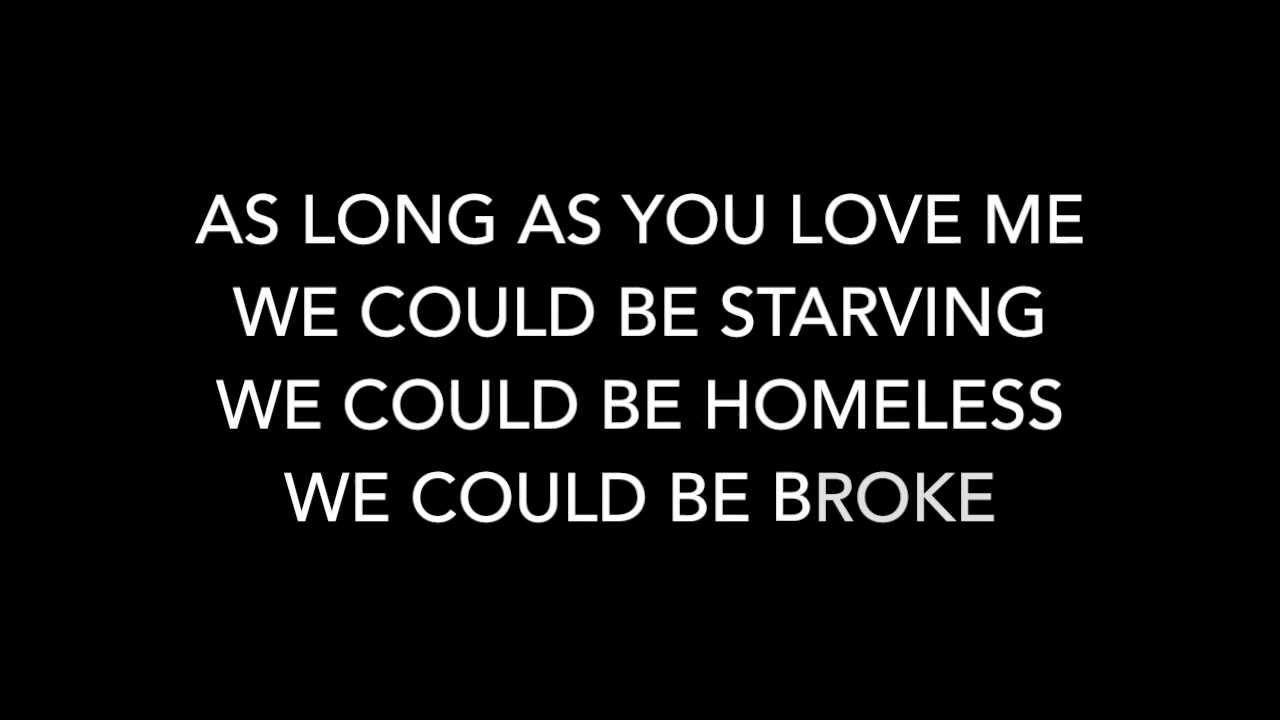 AS LONG AS YOU LOVE ME
WE COULD BE STARVING
WE COULD BE HOMELESS
WE COULD BE BROKE